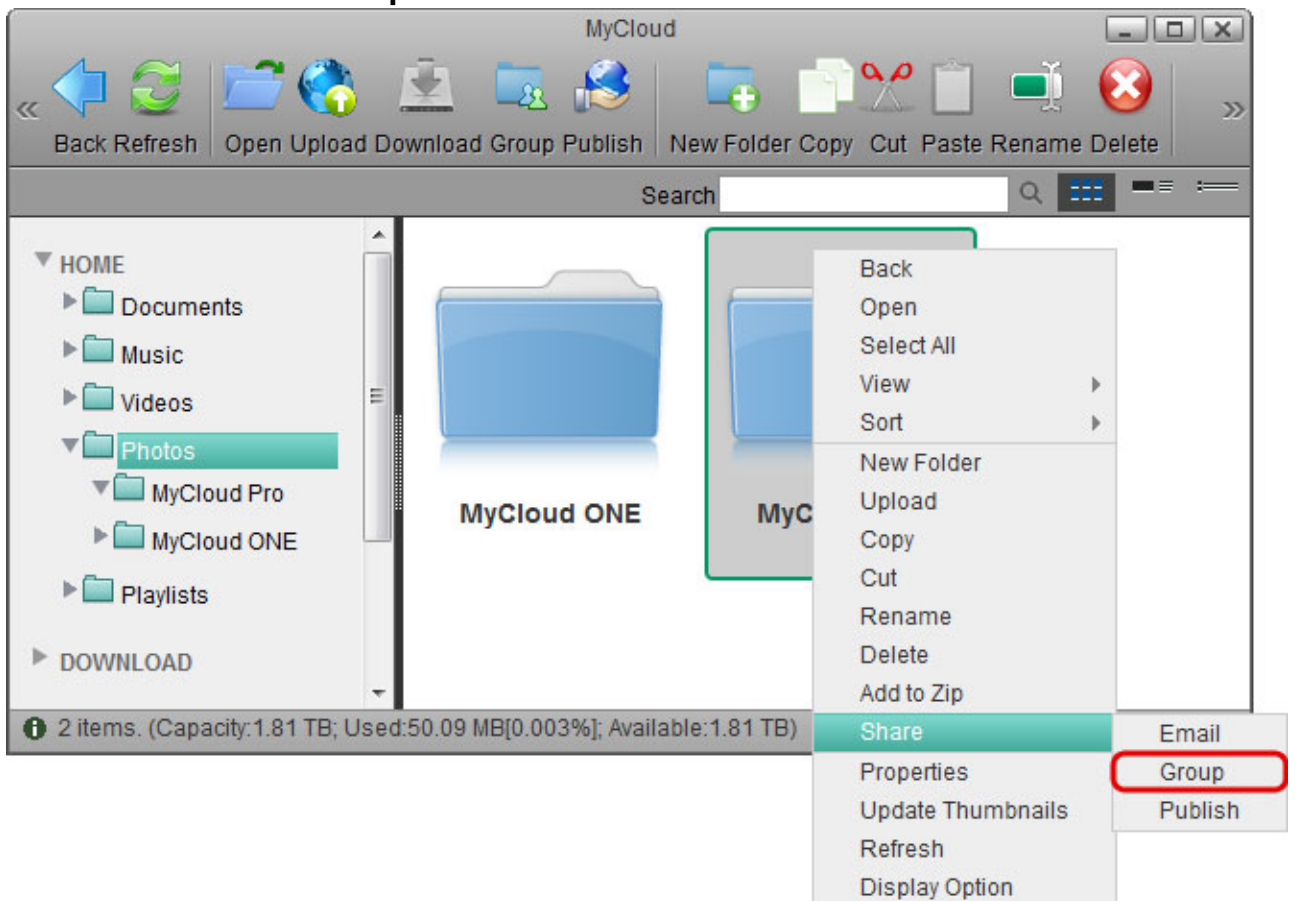 MyCloud
Back Refresh Open Upload Download Group Publish New Folder Copy Cut Paste Rename Delete
Search
HOME
Documents
Music
Videos
Photos
MyCloud Pro
MyCloud ONE
Playlists
DOWNLOAD
MyCloud ONE
MyC
2 items. (Capacity:1.81 TB; Used:50.09 MB[0.003%]; Available:1.81 TB)
Back
Open
Select All
View
Sort
New Folder
Upload
Copy
Cut
Rename
Delete
Add to Zip
Share
Properties
Update Thumbnails
Refresh
Display Option
Email
Group
Publish